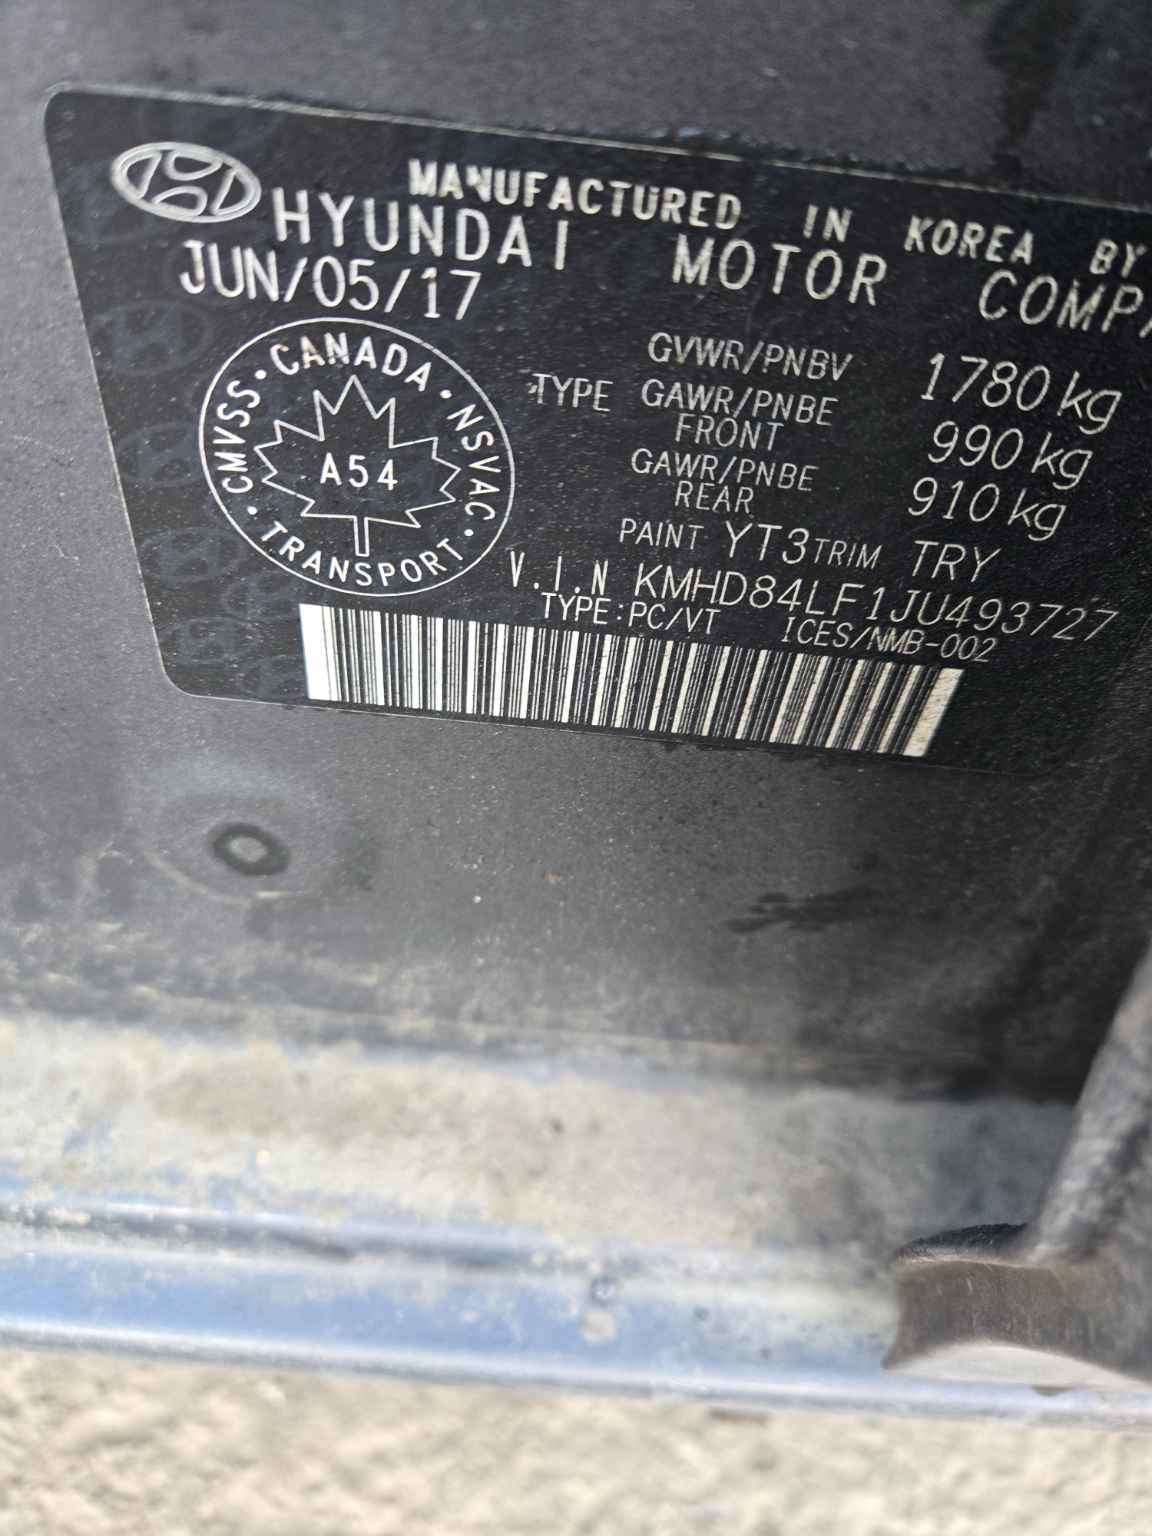 MANUFACTURED IN KOREA BY
HYUNDAI MOTOR COMPA
JUN/05/17
CANADA · NSVAC · TRANSPORT · CMVSS ·
A54
GVWR/PNBV 1780 kg
TYPE GAWR/PNBE FRONT 990 kg
GAWR/PNBE REAR 910 kg
PAINT YT3 TRIM TRY
V.I.N KMHD84LF1JU493727
TYPE:PC/VT ICES/NMB-002